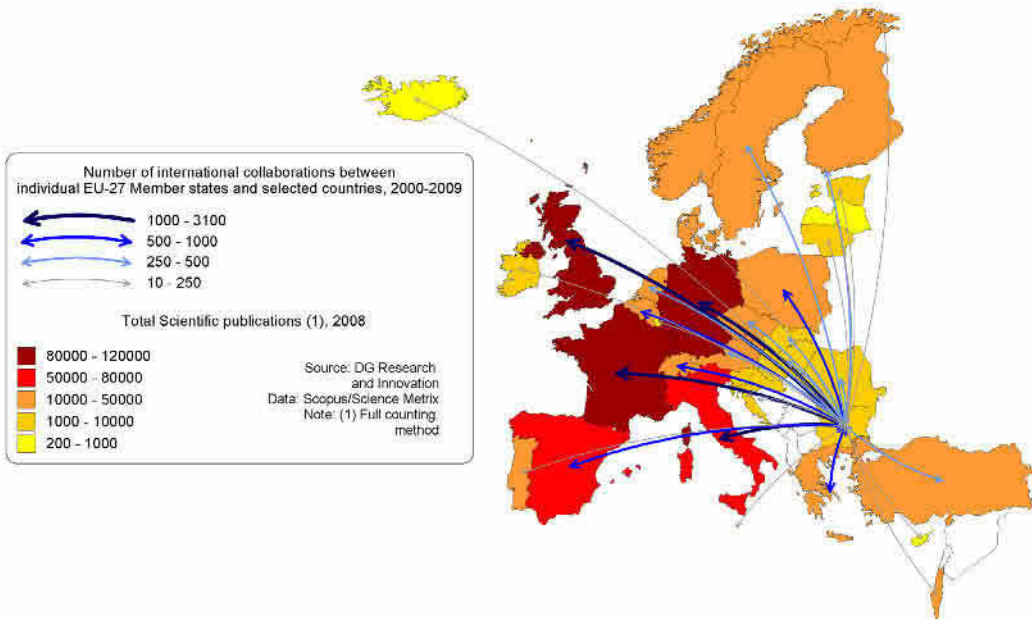 Number of international collaborations between
individual EU-27 Member states and selected countries, 2000-2009
1000 - 3100
500 - 1000
250 - 500
10 - 250
Total Scientific publications (1), 2008
80000 - 120000
50000 - 80000
10000 - 50000
1000 - 10000
200 - 1000
Source: DG Research
and Innovation
Data: Scopus/Science Metrix
Note: (1) Full counting
method